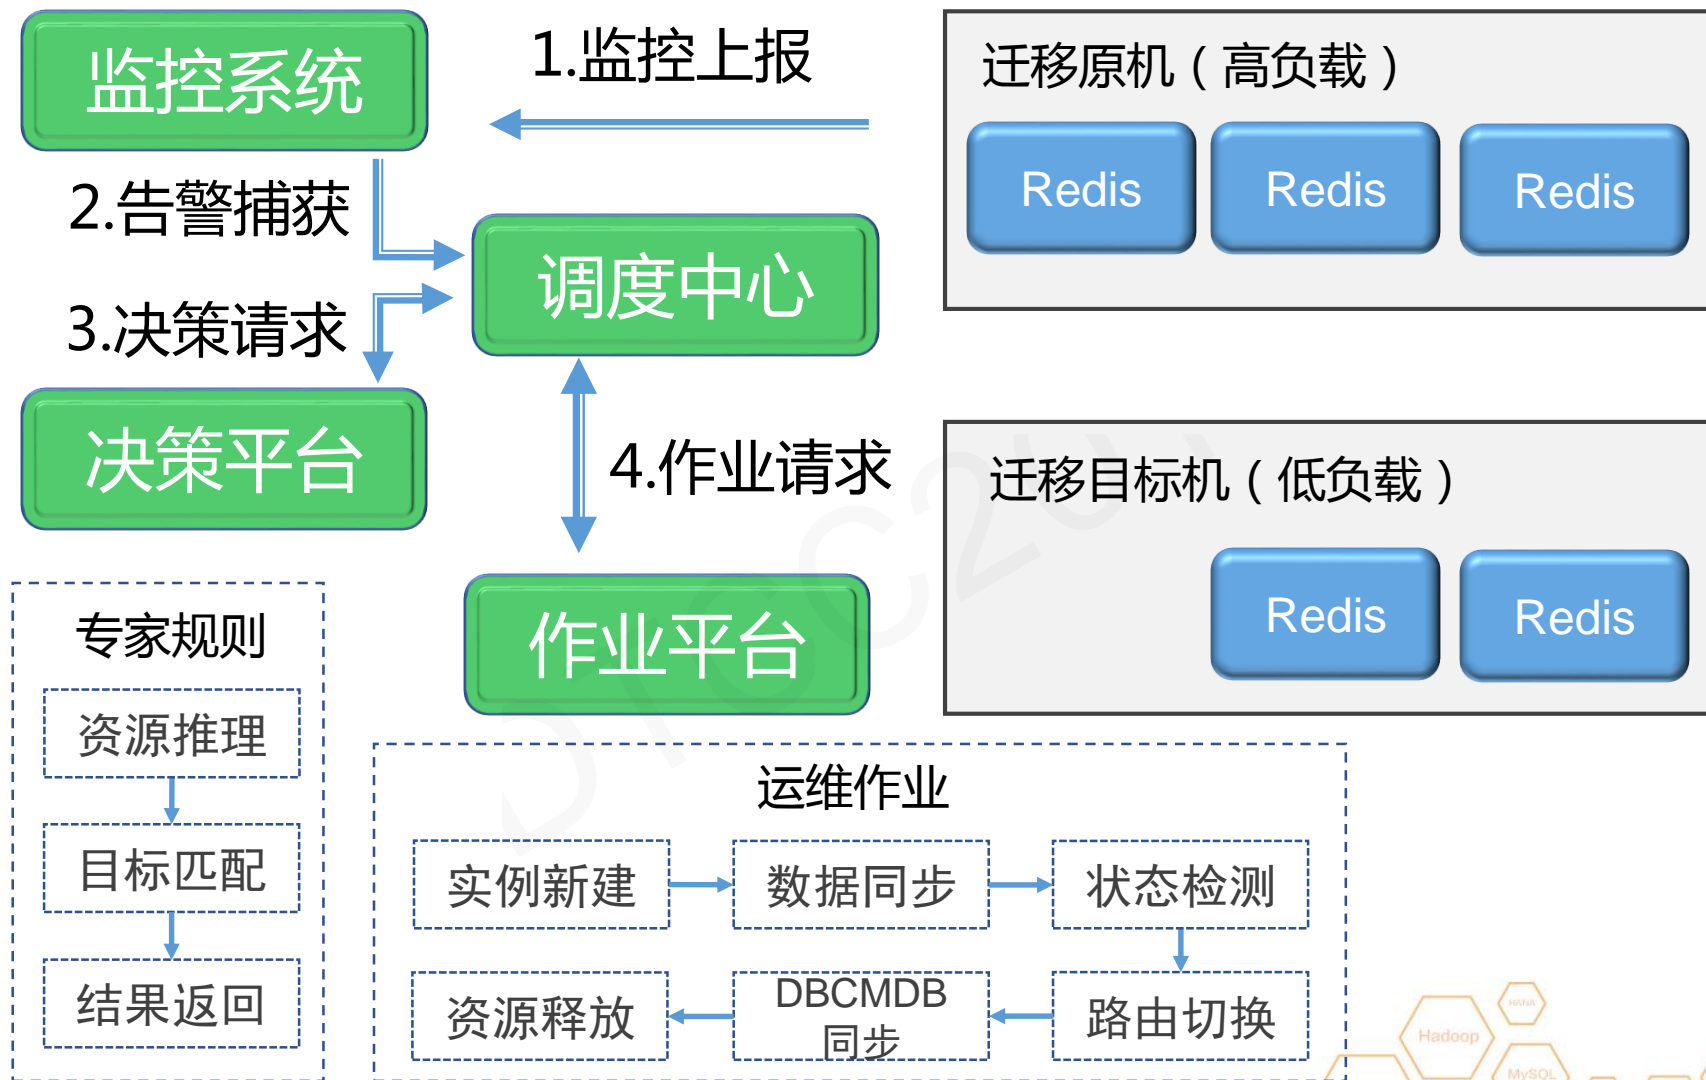 监控系统
1.监控上报
迁移原机（高负载）
Redis
Redis
Redis
2.告警捕获
调度中心
3.决策请求
决策平台
4.作业请求
迁移目标机（低负载）
Redis
Redis
作业平台
专家规则
资源推理
目标匹配
结果返回
运维作业
实例新建
数据同步
状态检测
资源释放
DBCMDB
同步
路由切换
HANA
Hadoop
MySQL